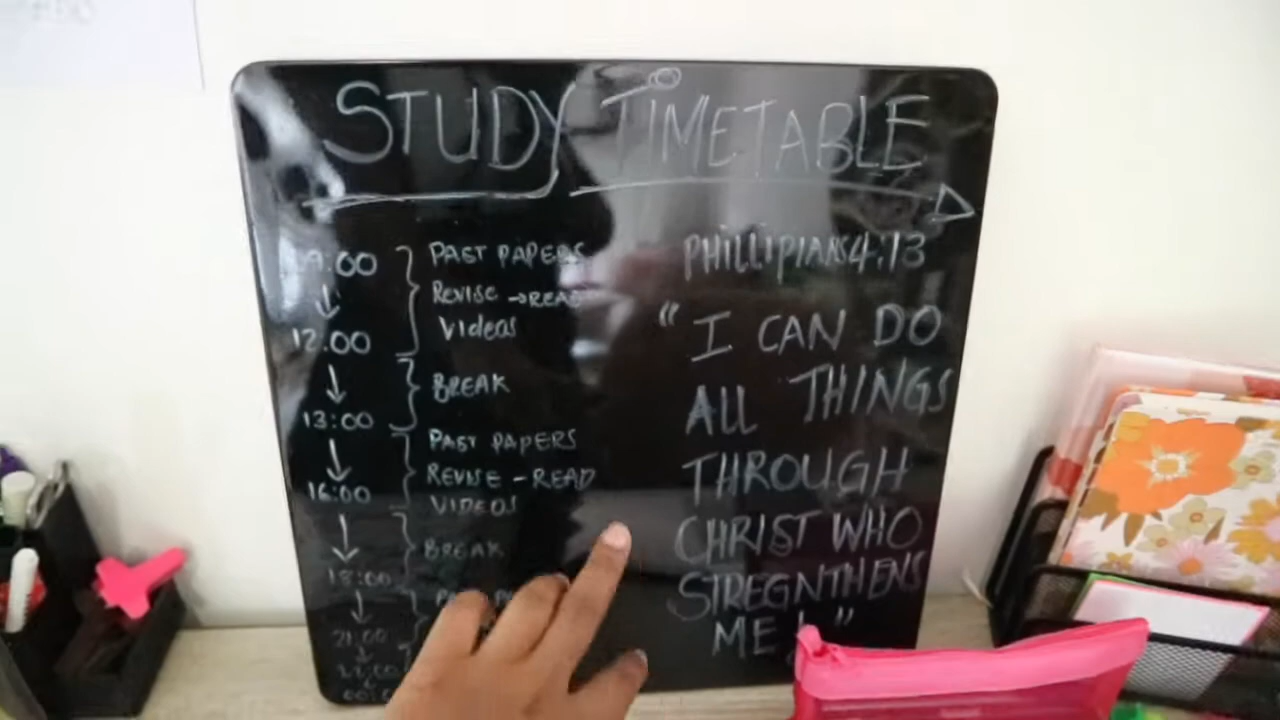 STUDY TIMETABLE
9:00
PAST PAPERS
REVISE → READ
Videos
12:00
BREAK
13:00
PAST PAPERS
REVISE - READ
VIDEOS
16:00
BREAK
18:00
21:00
PHILLIPIANS 4:13
"I CAN DO
ALL THINGS
THROUGH
CHRIST WHO
STREGNTHENS
ME!"